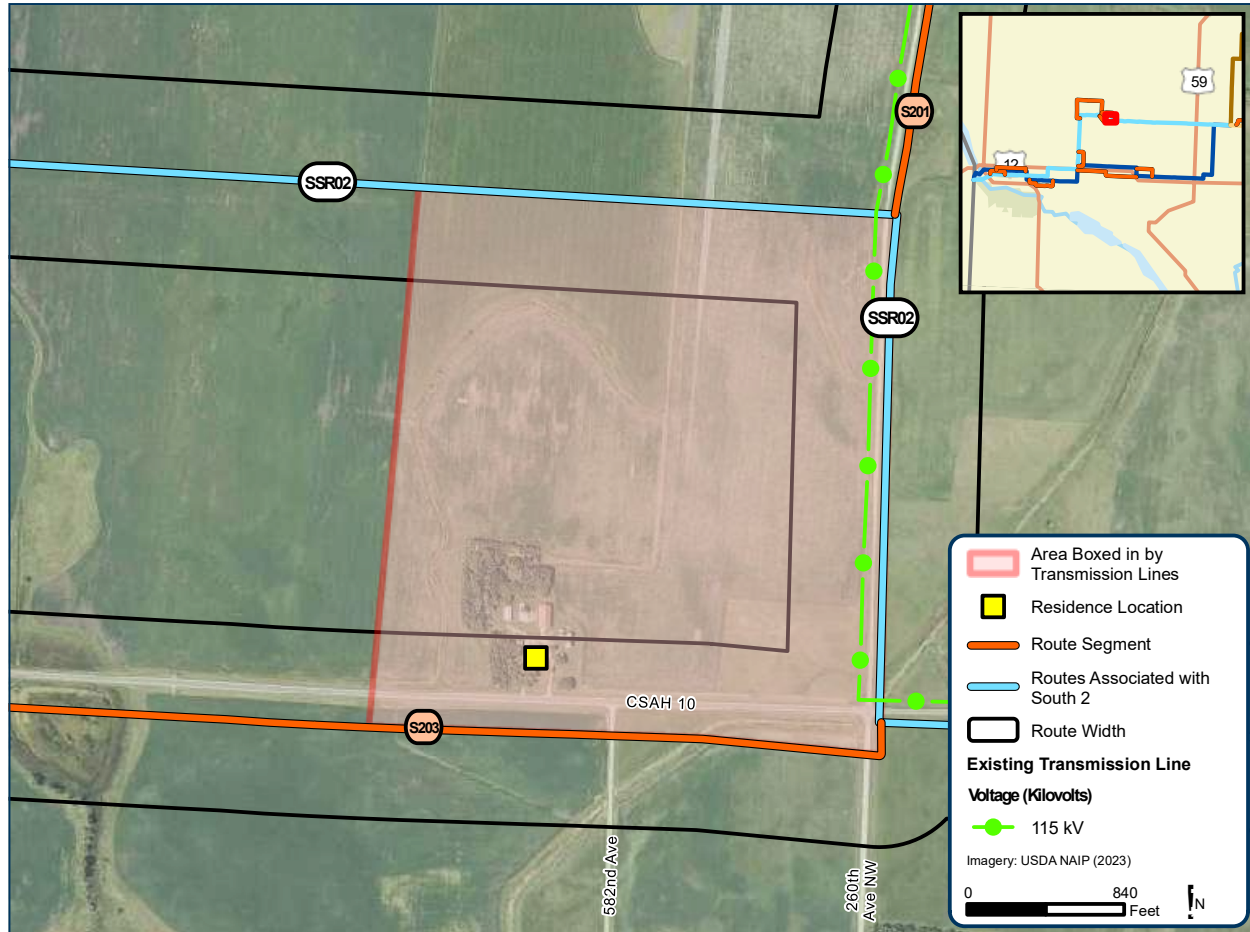 S201
59
12
SSR02
SSR02
CSAH 10
S203
582nd Ave
260th
Ave NW
Area Boxed in by
Transmission Lines
Residence Location
Route Segment
Routes Associated with
South 2
Route Width
Existing Transmission Line
Voltage (Kilovolts)
115 kV
Imagery: USDA NAIP (2023)
0 840
Feet
N